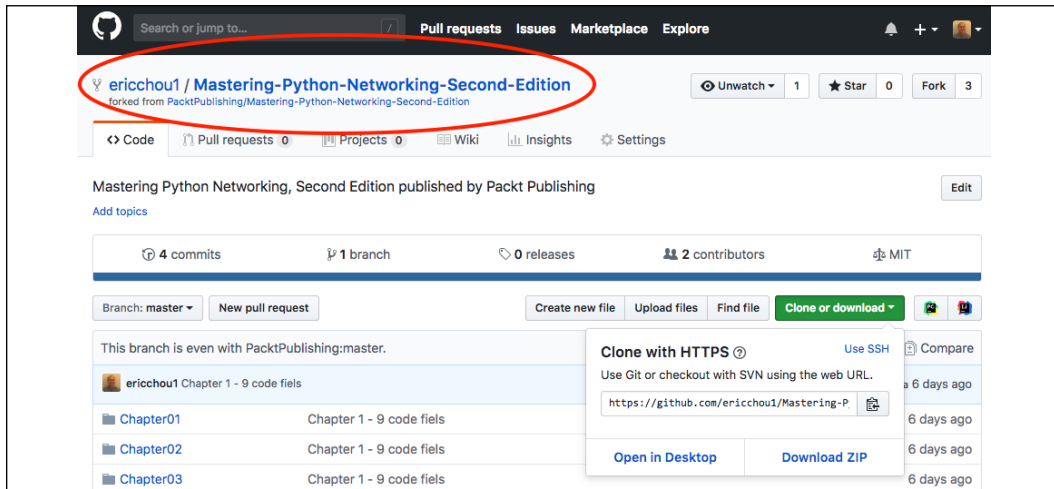 Search or jump to... / Pull requests Issues Marketplace Explore
ericchou1 / Mastering-Python-Networking-Second-Edition
forked from PacktPublishing/Mastering-Python-Networking-Second-Edition
Unwatch 1 Star 0 Fork 3
<> Code Pull requests 0 Projects 0 Wiki Insights Settings
Mastering Python Networking, Second Edition published by Packt Publishing Edit
Add topics
4 commits 1 branch 0 releases 2 contributors MIT
Branch: master New pull request Create new file Upload files Find file Clone or download
This branch is even with PacktPublishing:master. Compare
ericchou1 Chapter 1 - 9 code fiels 6 days ago
Chapter01 Chapter 1 - 9 code fiels 6 days ago
Chapter02 Chapter 1 - 9 code fiels 6 days ago
Chapter03 Chapter 1 - 9 code fiels 6 days ago
Clone with HTTPS Use SSH
Use Git or checkout with SVN using the web URL.
https://github.com/ericchou1/Mastering-P
Open in Desktop Download ZIP